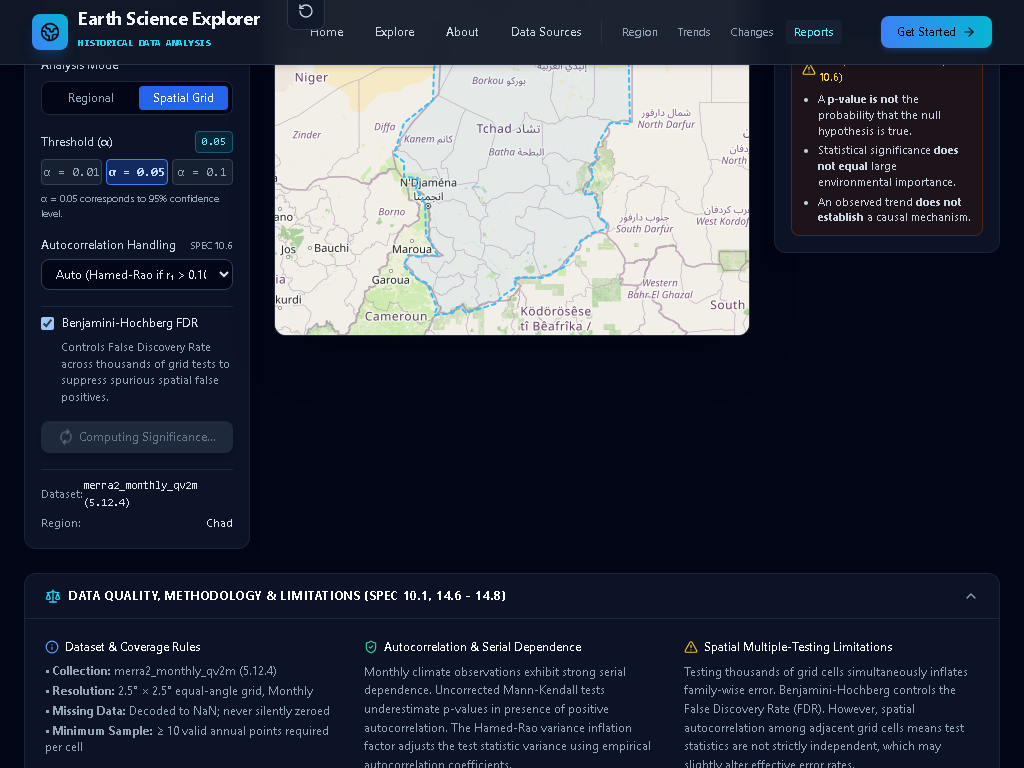 Earth Science Explorer
HISTORICAL DATA ANALYSIS
Home
Explore
About
Data Sources
Region
Trends
Changes
Reports
Get Started
Analysis Mode
Regional
Spatial Grid
Threshold (α)
0.05
α = 0.01
α = 0.05
α = 0.1
α = 0.05 corresponds to 95% confidence
level.
Autocorrelation Handling
SPEC 10.6
Auto (Hamed-Rao if r₁ > 0.10
Benjamini-Hochberg FDR
Controls False Discovery Rate
across thousands of grid tests to
suppress spurious spatial false
positives.
Computing Significance...
Dataset:
merra2_monthly_qv2m
(5.12.4)
Region:
Chad
Niger
Borkou بوركو
Zinder
Diffa
Kanem كانم
Tchad تشاد
Batha البطحة
شمال دارفور
North Darfur
N'Djaména
انجمينا
Borno
Jos
Bauchi
Maroua
Garoua
Cameroun
جنوب دارفور
South Darfur
West Kordof
Western
Bahr El Ghazal
South
Ködörösêse
tî Bêafrîka /
10.6)
• A p-value is not the
probability that the null
hypothesis is true.
• Statistical significance does
not equal large
environmental importance.
• An observed trend does not
establish a causal mechanism.
DATA QUALITY, METHODOLOGY & LIMITATIONS (SPEC 10.1, 14.6 – 14.8)
Dataset & Coverage Rules
▪ Collection: merra2_monthly_qv2m (5.12.4)
▪ Resolution: 2.5° × 2.5° equal-angle grid, Monthly
▪ Missing Data: Decoded to NaN; never silently zeroed
▪ Minimum Sample: ≥ 10 valid annual points required
per cell
Autocorrelation & Serial Dependence
Monthly climate observations exhibit strong serial
dependence. Uncorrected Mann-Kendall tests
underestimate p-values in presence of positive
autocorrelation. The Hamed-Rao variance inflation
factor adjusts the test statistic variance using empirical
autocorrelation coefficients.
Spatial Multiple-Testing Limitations
Testing thousands of grid cells simultaneously inflates
family-wise error. Benjamini-Hochberg controls the
False Discovery Rate (FDR). However, spatial
autocorrelation among adjacent grid cells means test
statistics are not strictly independent, which may
slightly alter effective error rates.